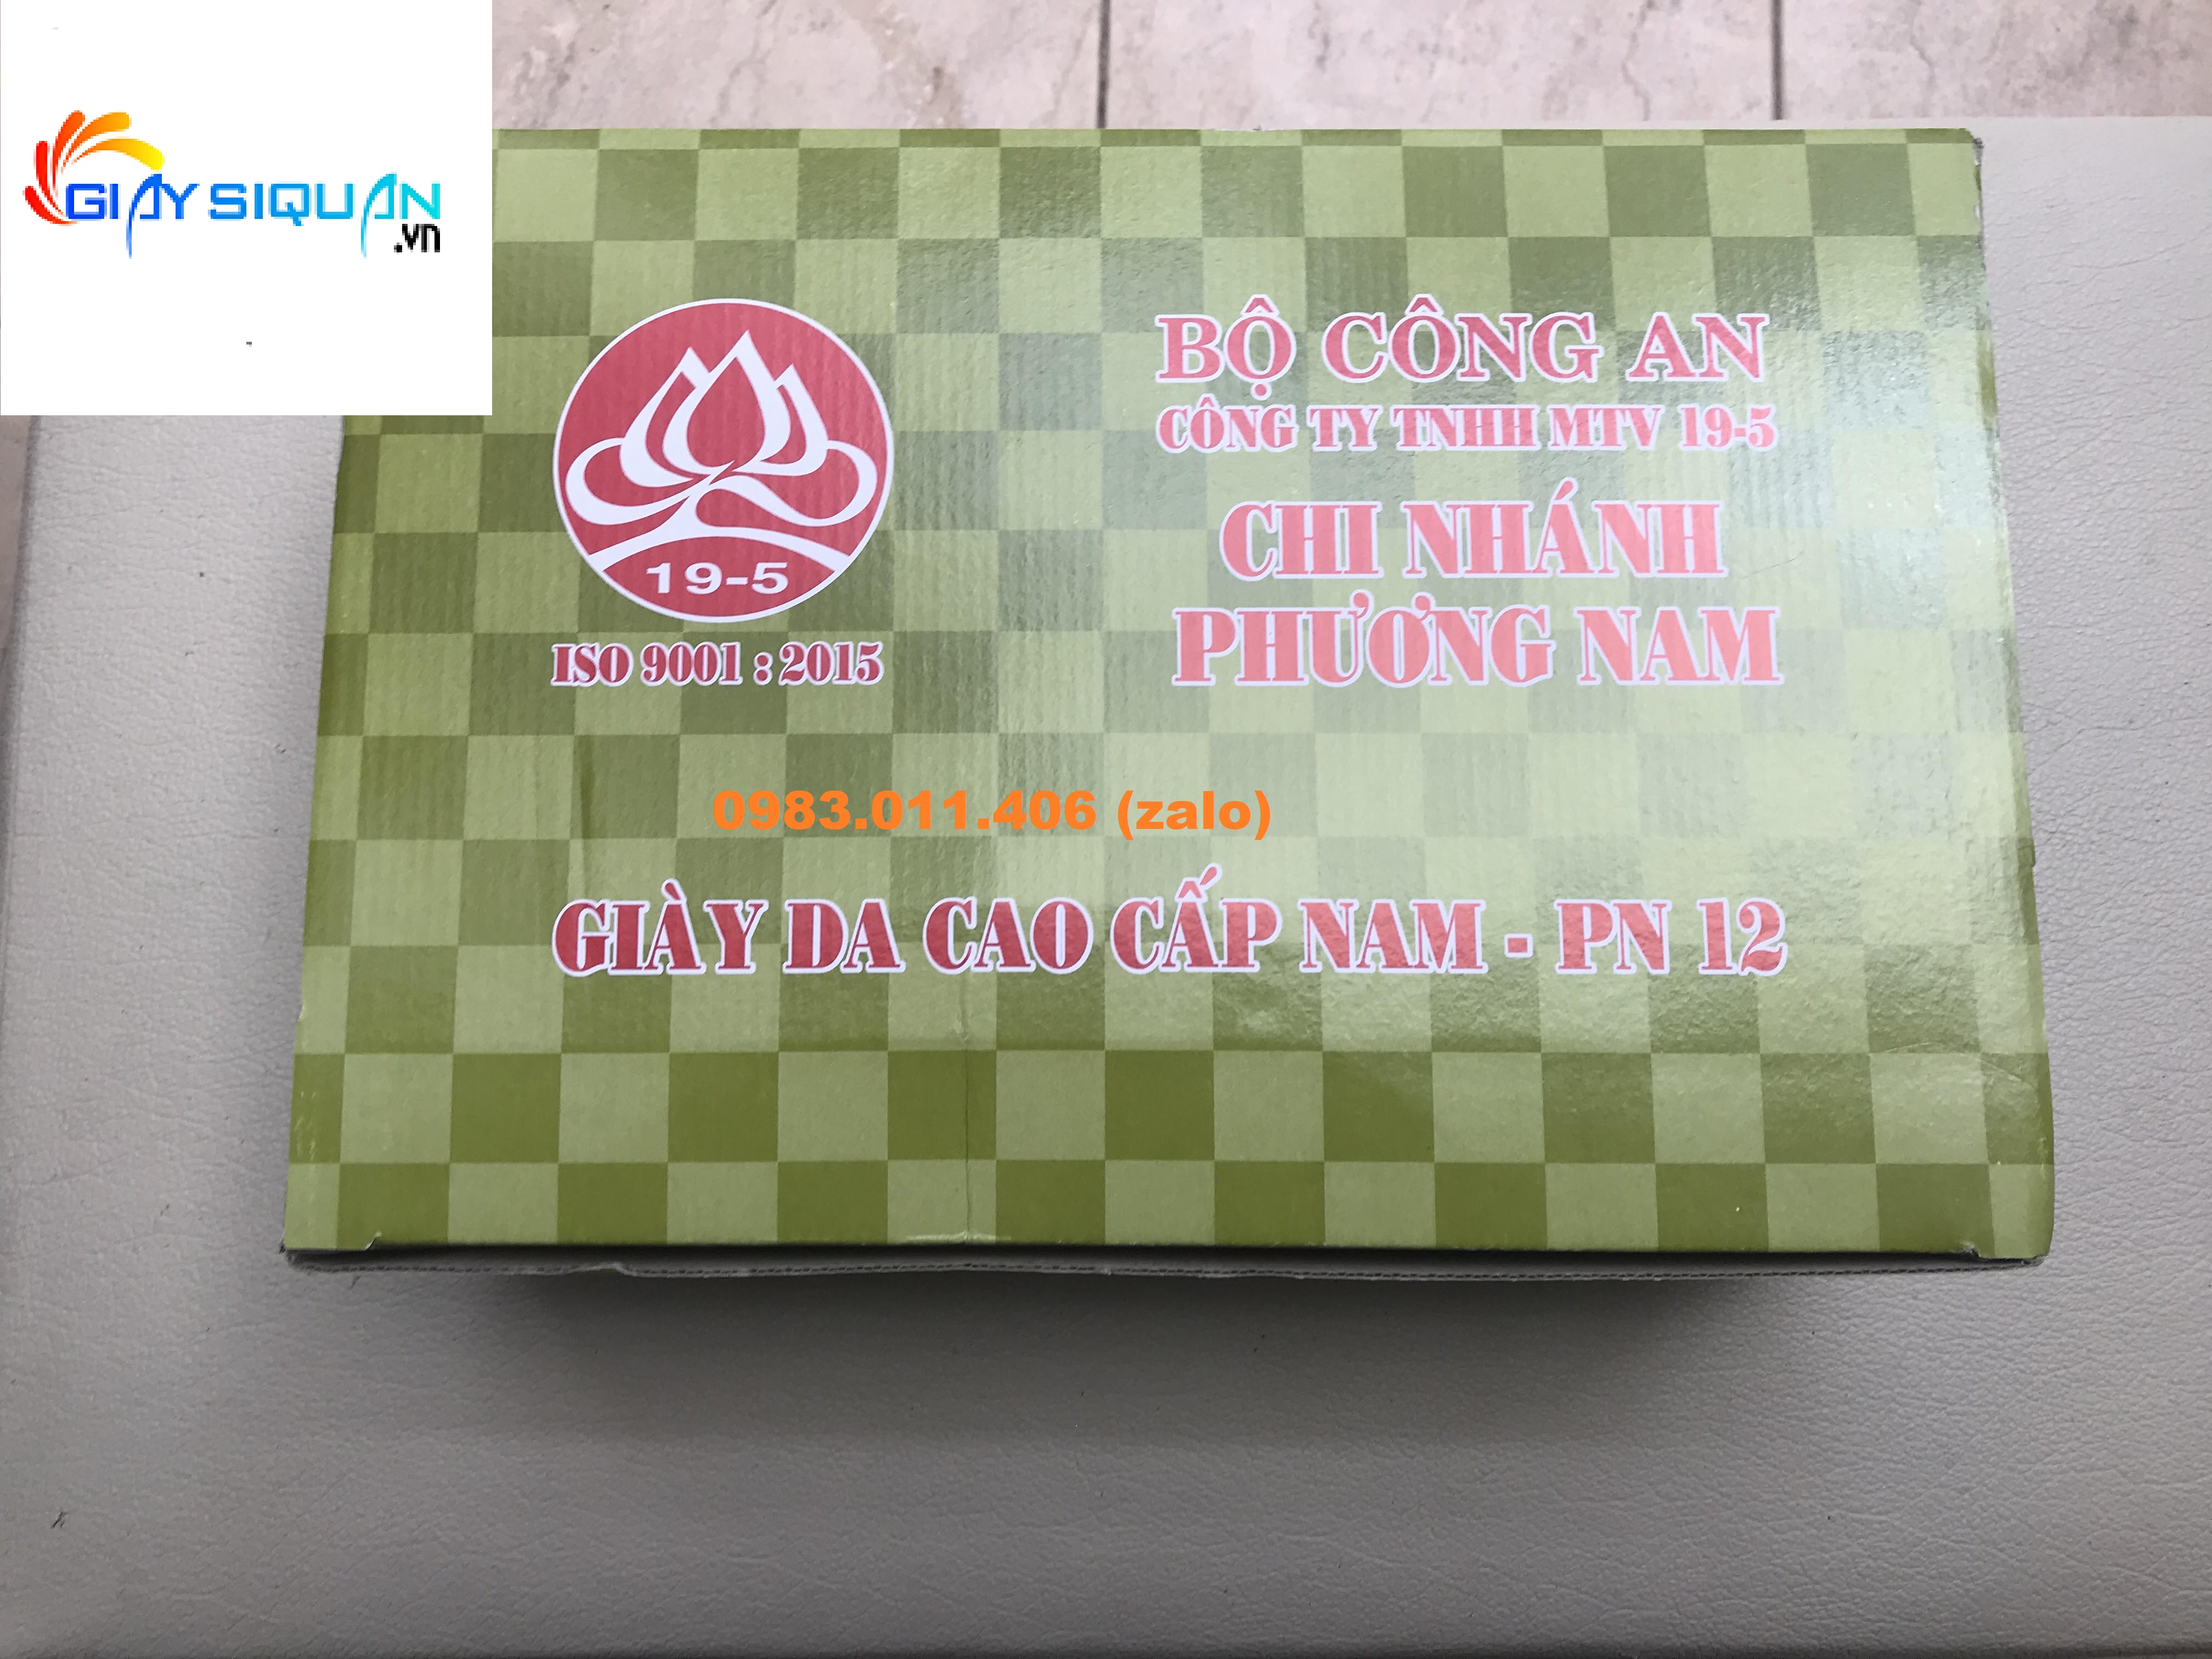 GIAY SIQUAN
.vn
19-5
ISO 9001 : 2015
BỘ CÔNG AN
CÔNG TY TNHH MTV 19-5
CHI NHÁNH
PHƯƠNG NAM
0983.011.406 (zalo)
GIÀY DA CAO CẤP NAM - PN 12